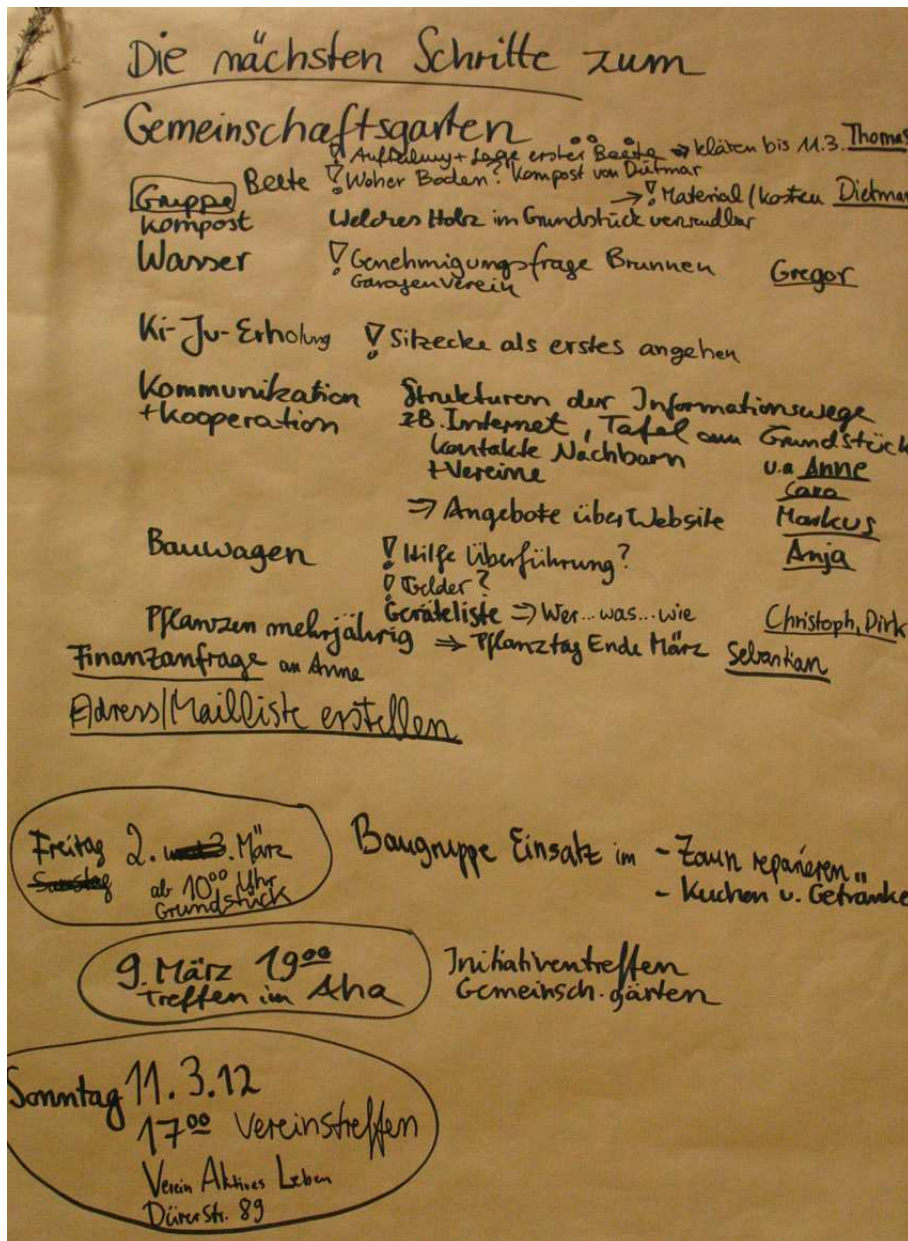 Die nächsten Schritte zum
Gemeinschaftsgarten
! Aufteilung + Lage erster Beete => klären bis 11.3. Thomas
Gruppe Beete ! Woher Boden? Kompost von Dietmar
→ ! Material / Kosten Dietmar
Kompost Welches Holz im Grundstück verwendbar
Wasser ! Genehmigungsfrage Brunnen Gregor
Garagenverein
Ki-Ju-Erholung ! Sitzecke als erstes angehen
Kommunikation Strukturen der Informationswege
+ Kooperation z.B. Internet, Tafel am Grundstück
Kontakte Nachbarn u.a Anne
+ Vereine Caro
=> Angebote über Website Markus
Bauwagen ! Hilfe Überführung? Anja
! Gelder?
Geräteliste => Wer...was...wie Christoph, Dirk
Pflanzen mehrjährig => Pflanztag Ende März Sebastian
Finanzanfrage an Anne
Adress/Mailliste erstellen
Freitag 2. und 3. März Baugruppe Einsatz im - Zaun reparieren
Samstag ab 10⁰⁰ Uhr - Kuchen u. Getränke
Grundstück
9. März 19⁰⁰ Initiativentreffen
Treffen im Aha Gemeinsch.gärten
Sonntag 11.3.12
17⁰⁰ Vereinstreffen
Verein Aktives Leben
Dürerstr. 89